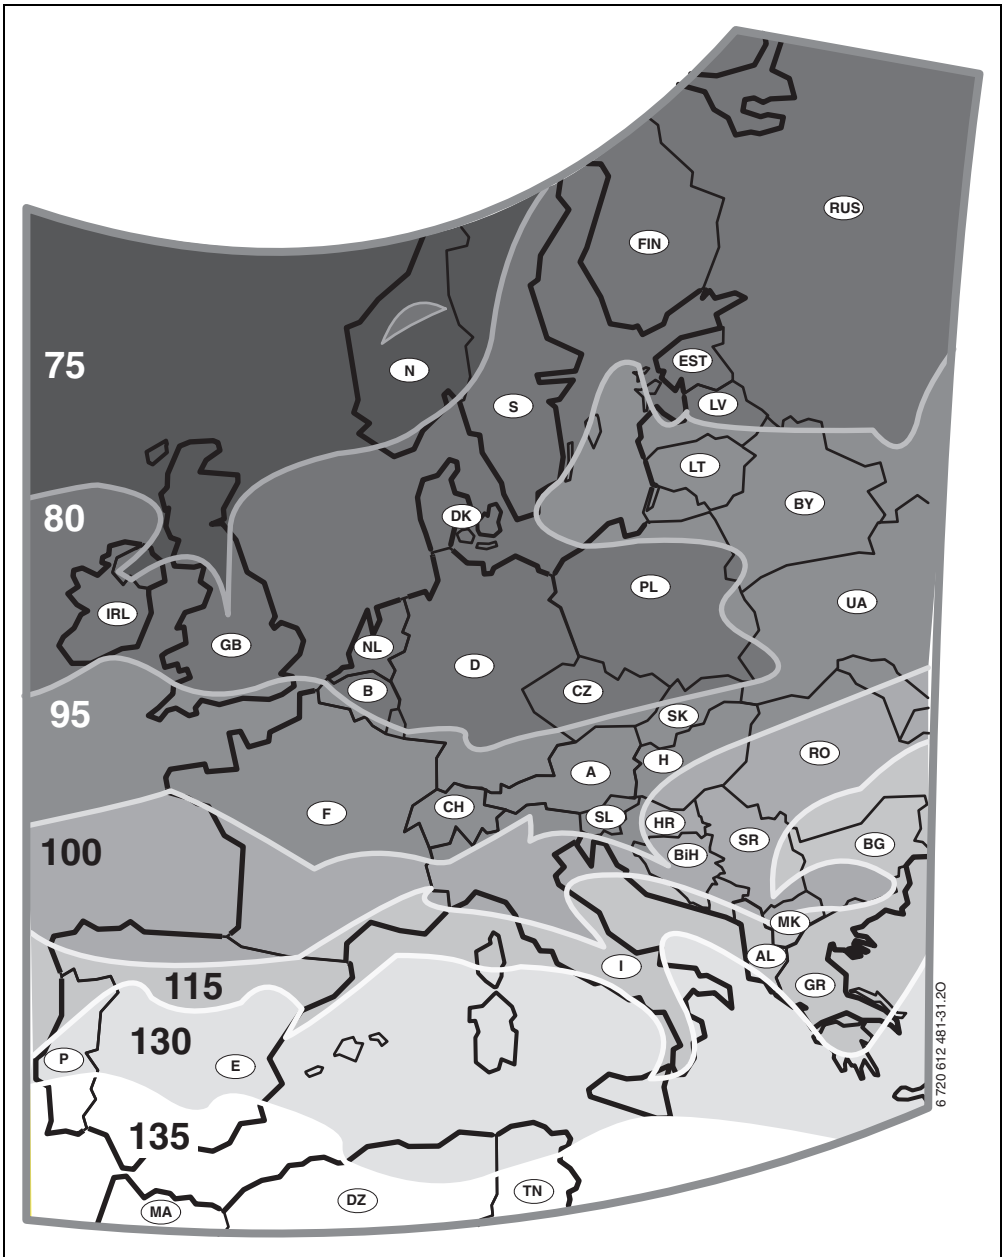 RUS
FIN
75
N
EST
S
LV
LT
80
DK
BY
PL
IRL
UA
GB
NL
D
B
CZ
95
SK
RO
H
A
CH
F
SL
HR
SR
100
BiH
BG
MK
AL
I
115
GR
130
P
E
135
TN
DZ
MA
6 720 612 481-31.2O